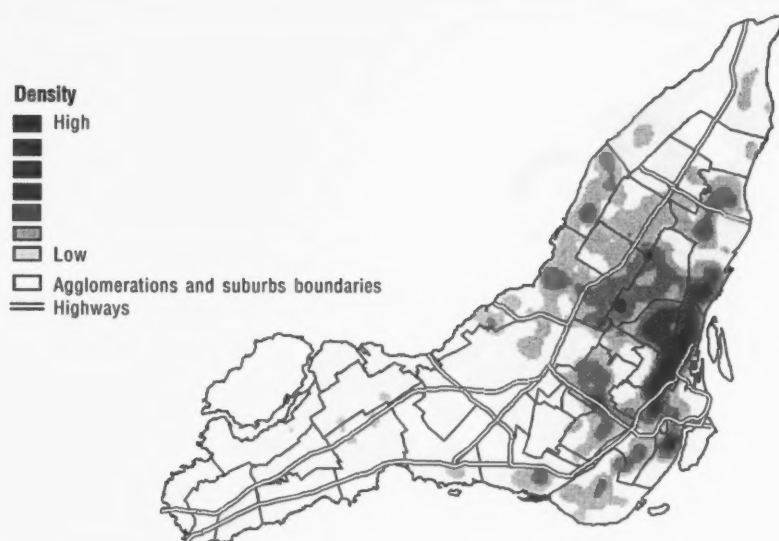 Density
High
Low
Agglomerations and suburbs boundaries
Highways